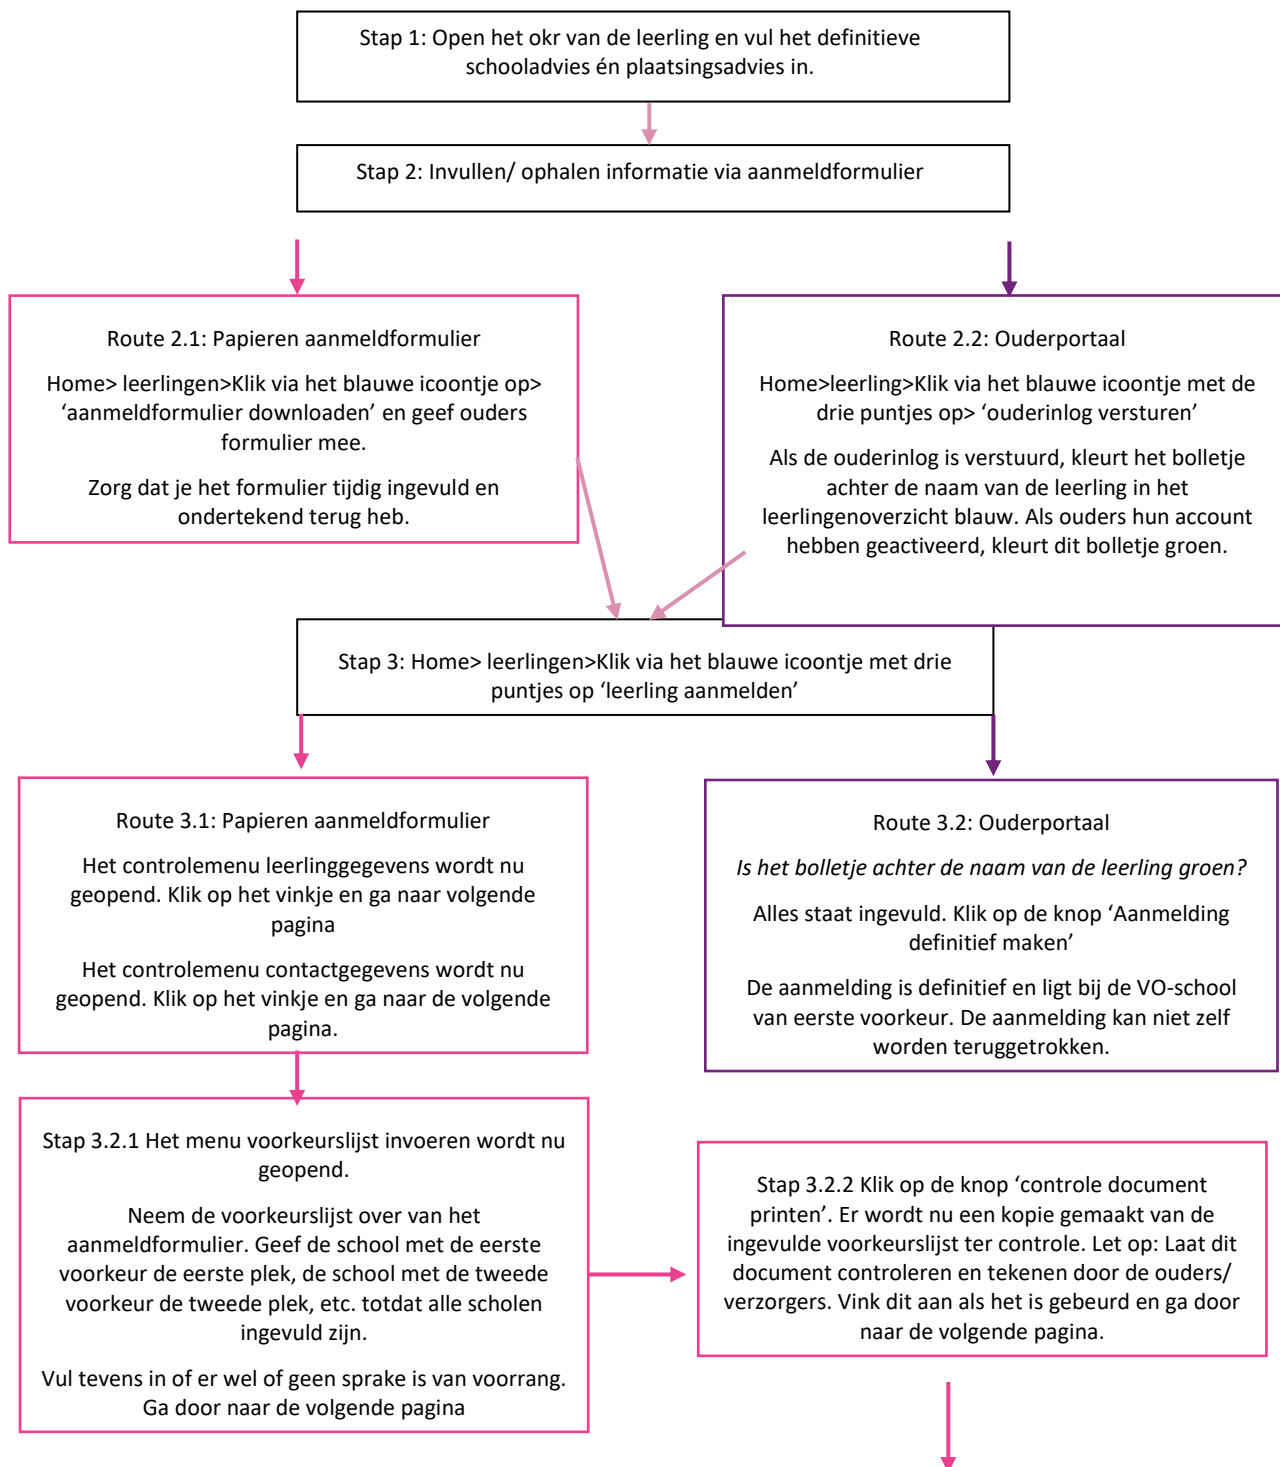 Stap 1: Open het okr van de leerling en vul het definitieve
schooladvies én plaatsingsadvies in.
Stap 2: Invullen/ ophalen informatie via aanmeldformulier
Route 2.1: Papieren aanmeldformulier
Home> leerlingen>Klik via het blauwe icoontje op>
‘aanmeldformulier downloaden’ en geef ouders
formulier mee.
Zorg dat je het formulier tijdig ingevuld en
ondertekend terug heb.
Route 2.2: Ouderportaal
Home>leerling>Klik via het blauwe icoontje met de
drie puntjes op> ‘ouderinlog versturen’
Als de ouderinlog is verstuurd, kleurt het bolletje
achter de naam van de leerling in het
leerlingenoverzicht blauw. Als ouders hun account
hebben geactiveerd, kleurt dit bolletje groen.
Stap 3: Home> leerlingen>Klik via het blauwe icoontje met drie
puntjes op ‘leerling aanmelden’
Route 3.1: Papieren aanmeldformulier
Het controlemenu leerlinggegevens wordt nu
geopend. Klik op het vinkje en ga naar volgende
pagina
Het controlemenu contactgegevens wordt nu
geopend. Klik op het vinkje en ga naar de volgende
pagina.
Route 3.2: Ouderportaal
Is het bolletje achter de naam van de leerling groen?
Alles staat ingevuld. Klik op de knop ‘Aanmelding
definitief maken’
De aanmelding is definitief en ligt bij de VO-school
van eerste voorkeur. De aanmelding kan niet zelf
worden teruggetrokken.
Stap 3.2.1 Het menu voorkeurslijst invoeren wordt nu
geopend.
Neem de voorkeurslijst over van het
aanmeldformulier. Geef de school met de eerste
voorkeur de eerste plek, de school met de tweede
voorkeur de tweede plek, etc. totdat alle scholen
ingevuld zijn.
Vul tevens in of er wel of geen sprake is van voorrang.
Ga door naar de volgende pagina
Stap 3.2.2 Klik op de knop ‘controle document
printen’. Er wordt nu een kopie gemaakt van de
ingevulde voorkeurslijst ter controle. Let op: Laat dit
document controleren en tekenen door de ouders/
verzorgers. Vink dit aan als het is gebeurd en ga door
naar de volgende pagina.